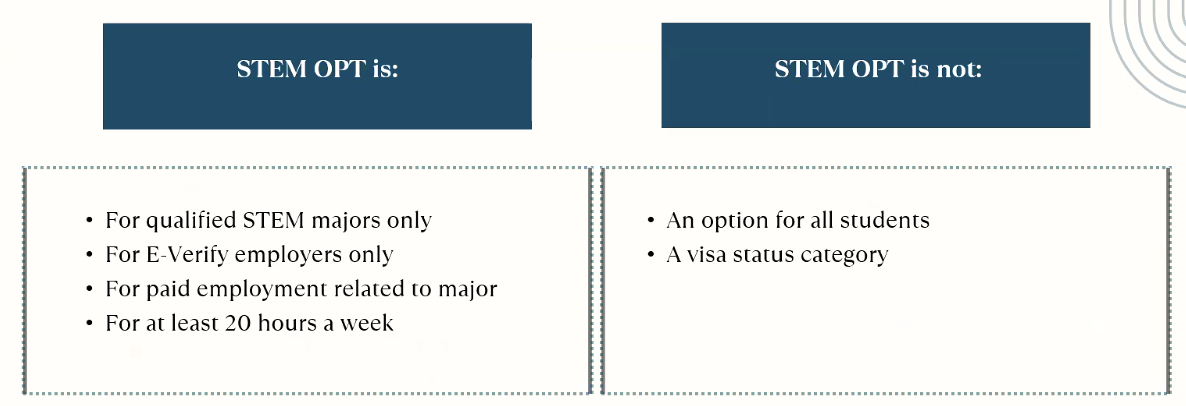 STEM OPT is:
• For qualified STEM majors only
• For E-Verify employers only
• For paid employment related to major
• For at least 20 hours a week
STEM OPT is not:
• An option for all students
• A visa status category